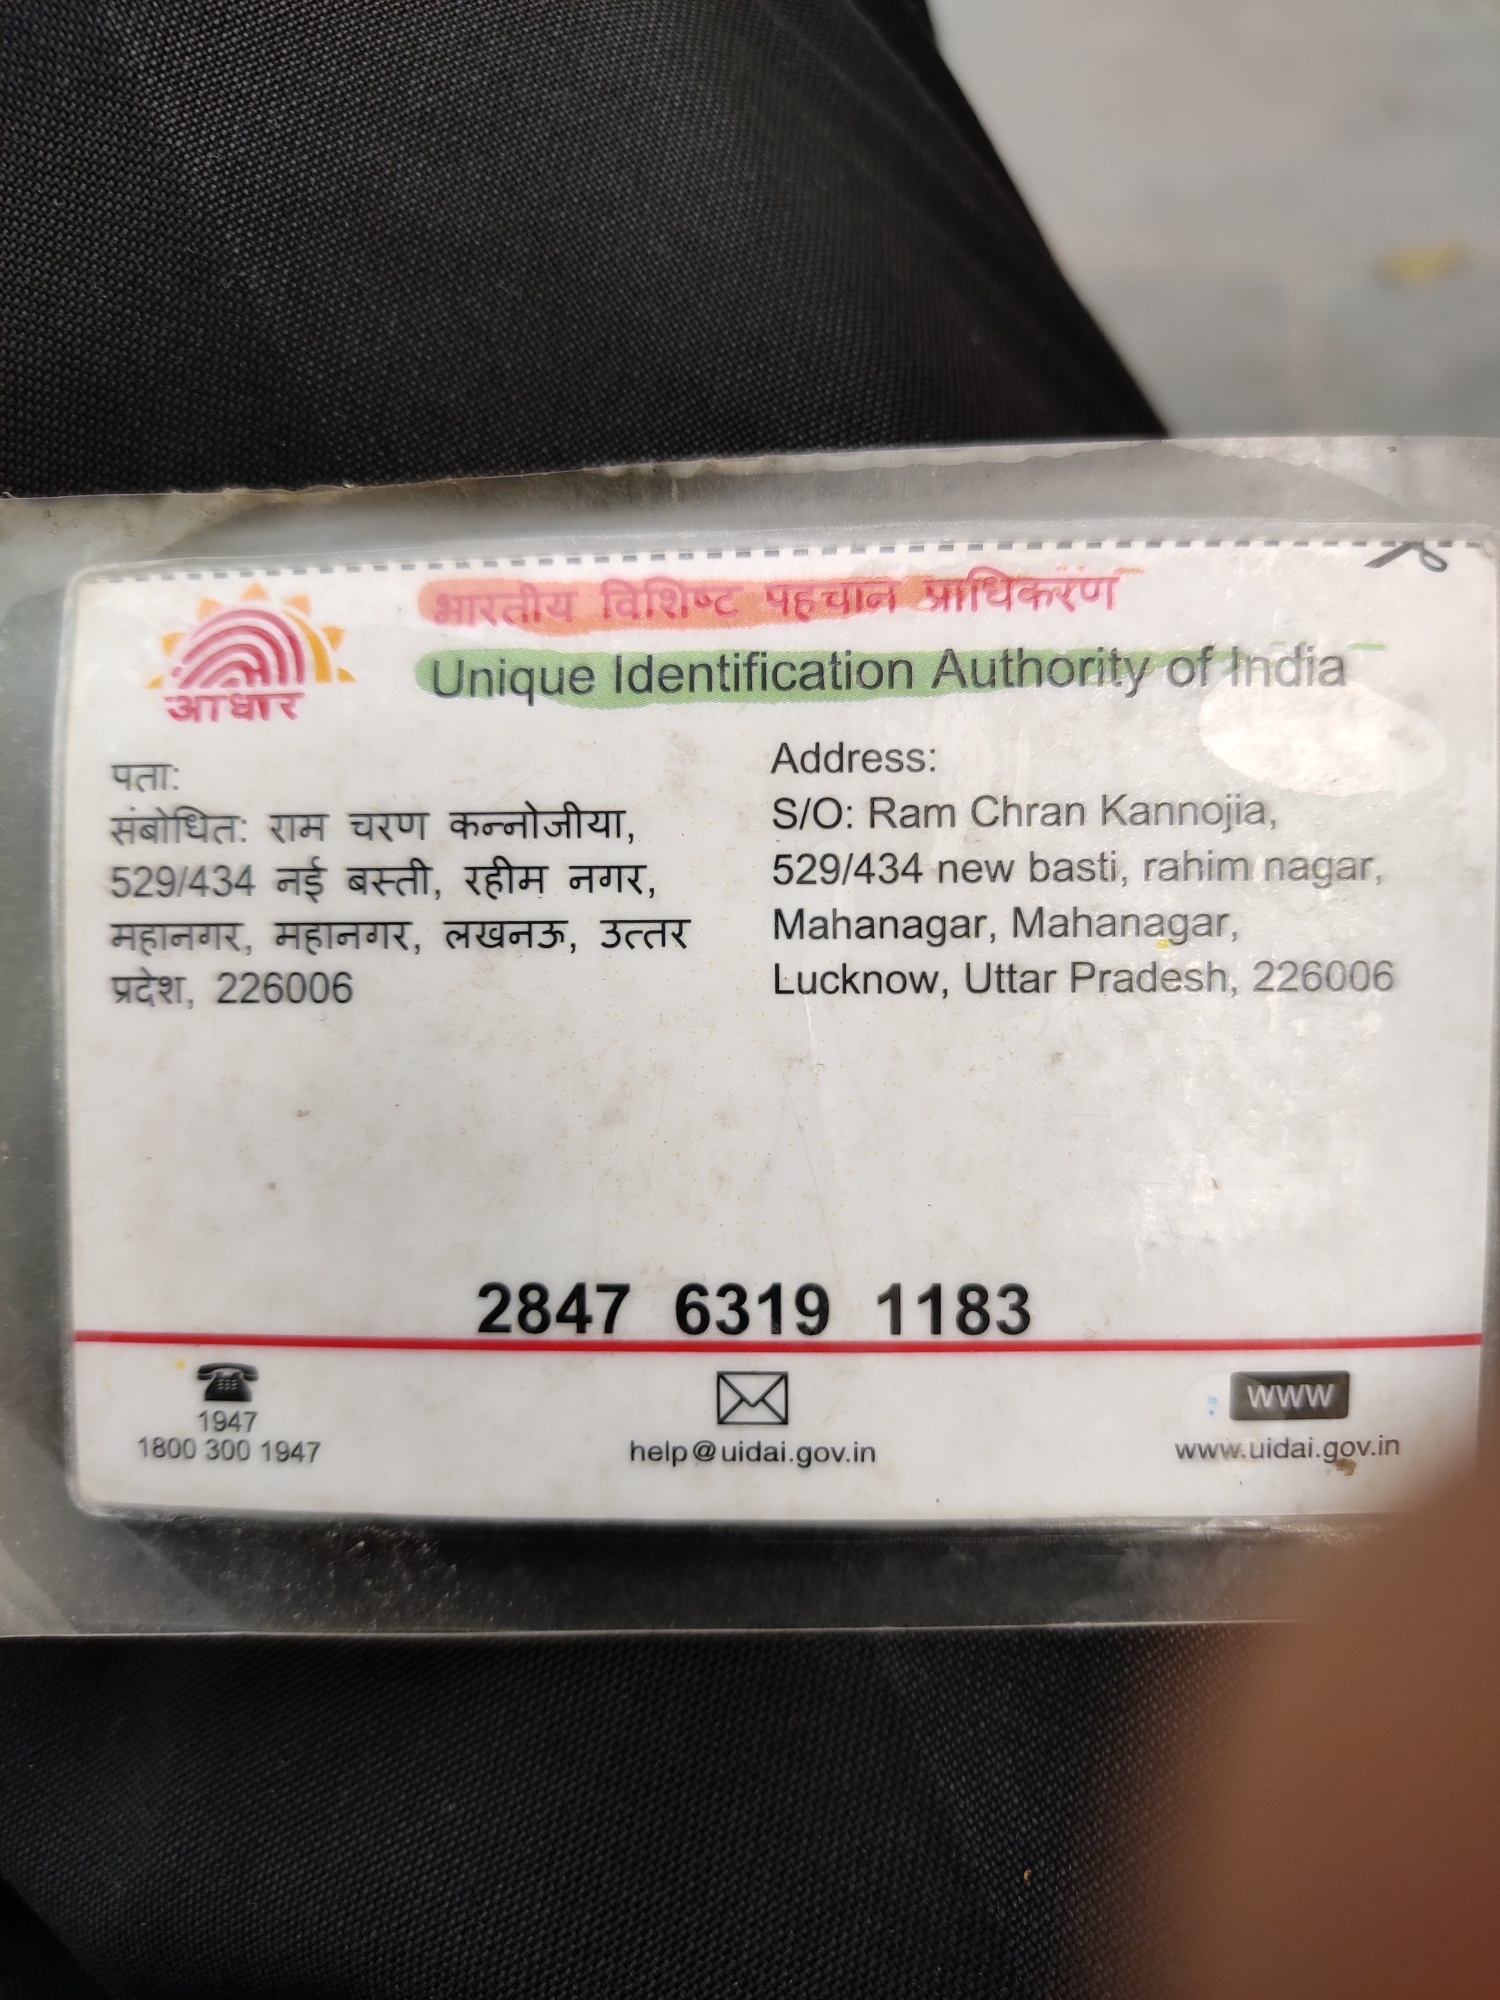 भारतीय विशिष्ट पहचान प्राधिकरण
Unique Identification Authority of India
आधार
पता:
संबोधित: राम चरण कन्नोजीया,
529/434 नई बस्ती, रहीम नगर,
महानगर, महानगर, लखनऊ, उत्तर
प्रदेश, 226006
Address:
S/O: Ram Chran Kannojia,
529/434 new basti, rahim nagar,
Mahanagar, Mahanagar,
Lucknow, Uttar Pradesh, 226006
2847 6319 1183
1947
1800 300 1947
help@uidai.gov.in
www
www.uidai.gov.in